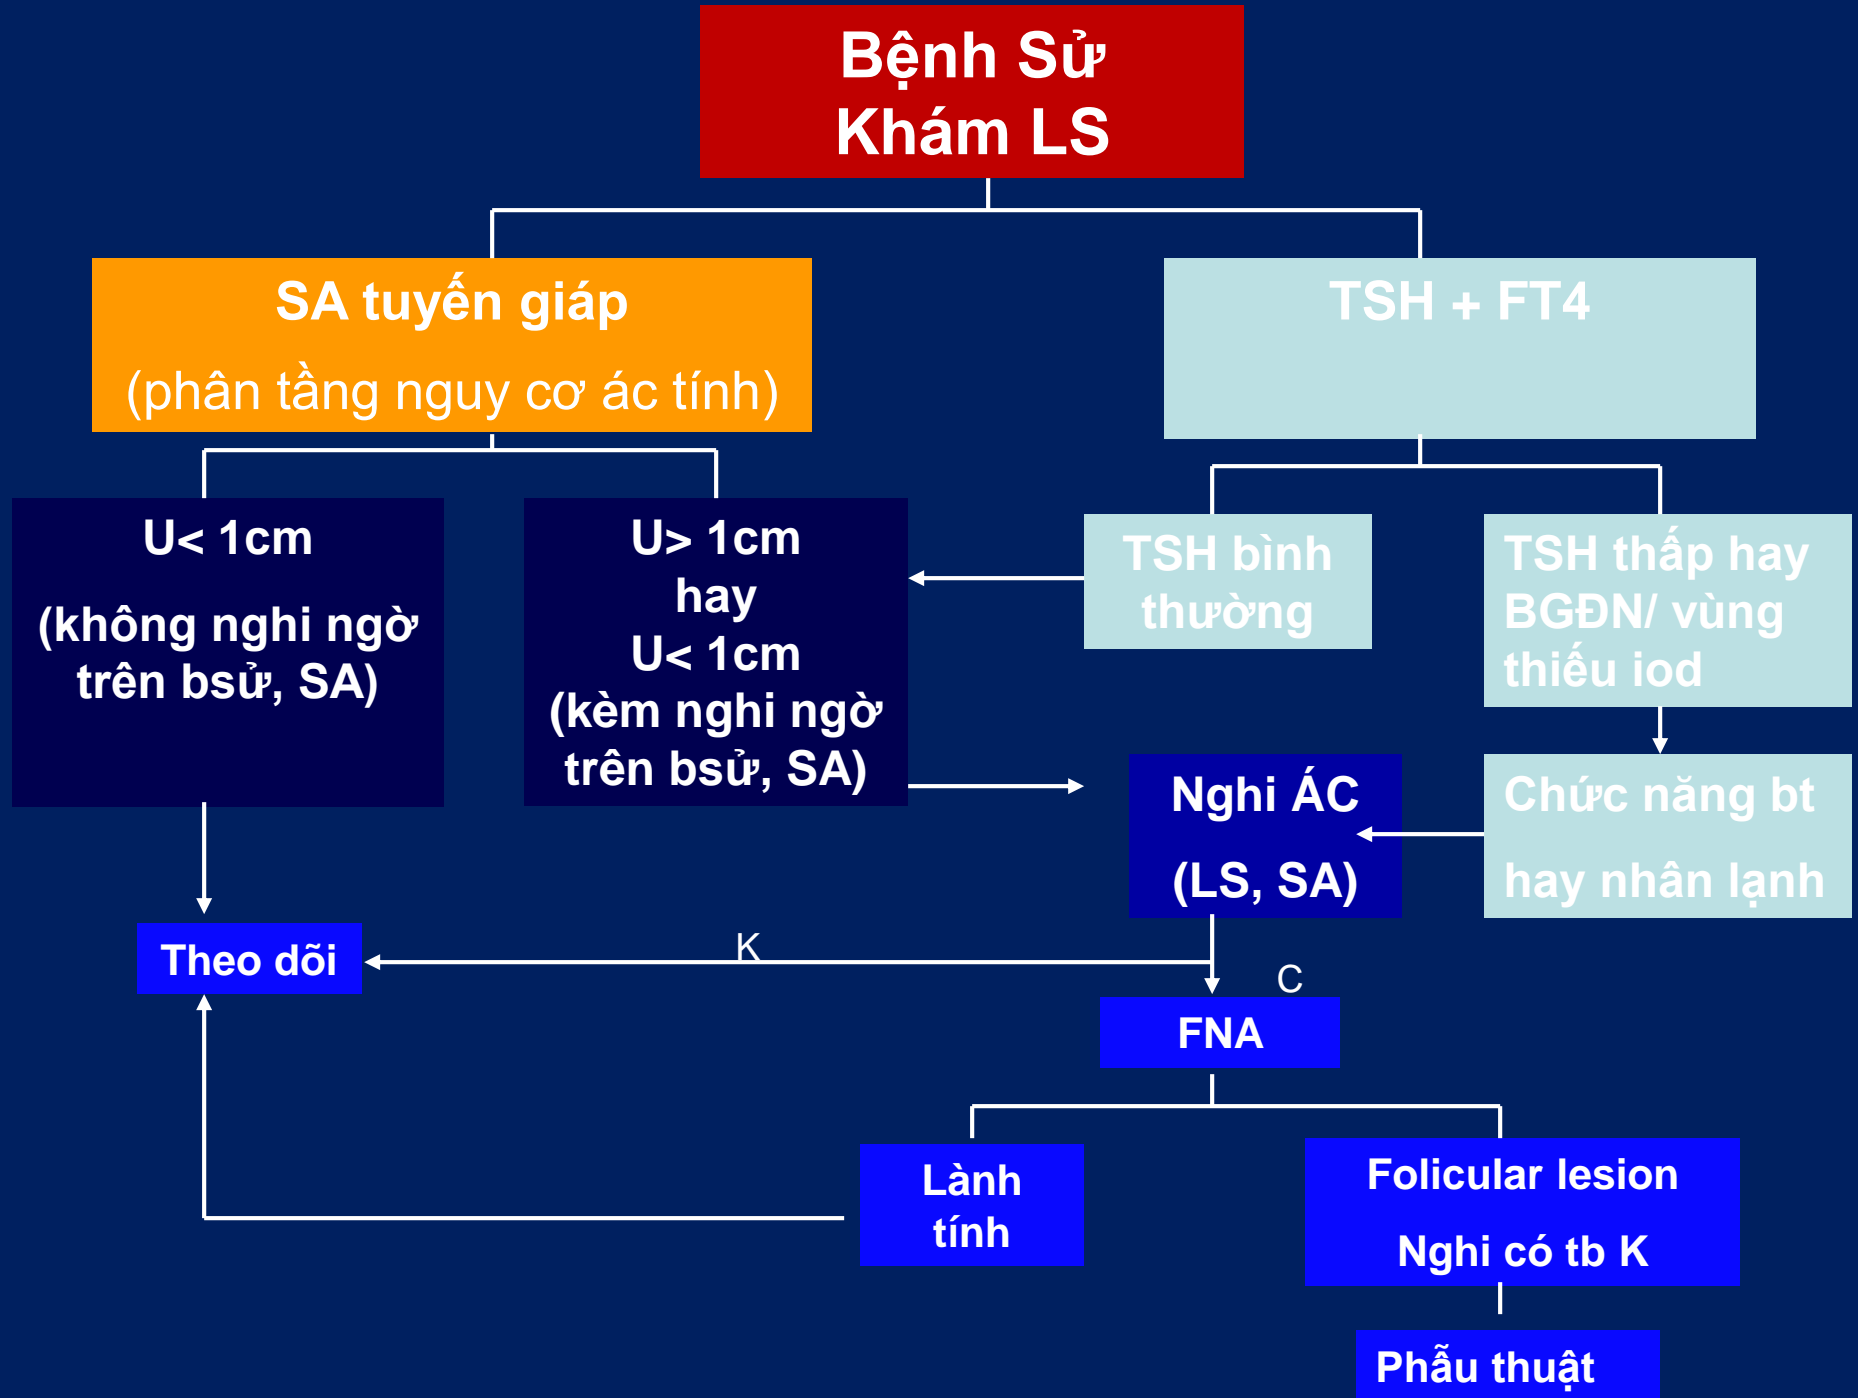 Bệnh Sử
Khám LS
SA tuyến giáp
(phân tầng nguy cơ ác tính)
TSH + FT4
U< 1cm
(không nghi ngờ
trên bsử, SA)
U> 1cm
hay
U< 1cm
(kèm nghi ngờ
trên bsử, SA)
TSH bình
thường
TSH thấp hay
BGĐN/ vùng
thiếu iod
Nghi ÁC
(LS, SA)
Chức năng bt
hay nhân lạnh
Theo dõi
K
C
FNA
Lành
tính
Folicular lesion
Nghi có tb K
Phẫu thuật